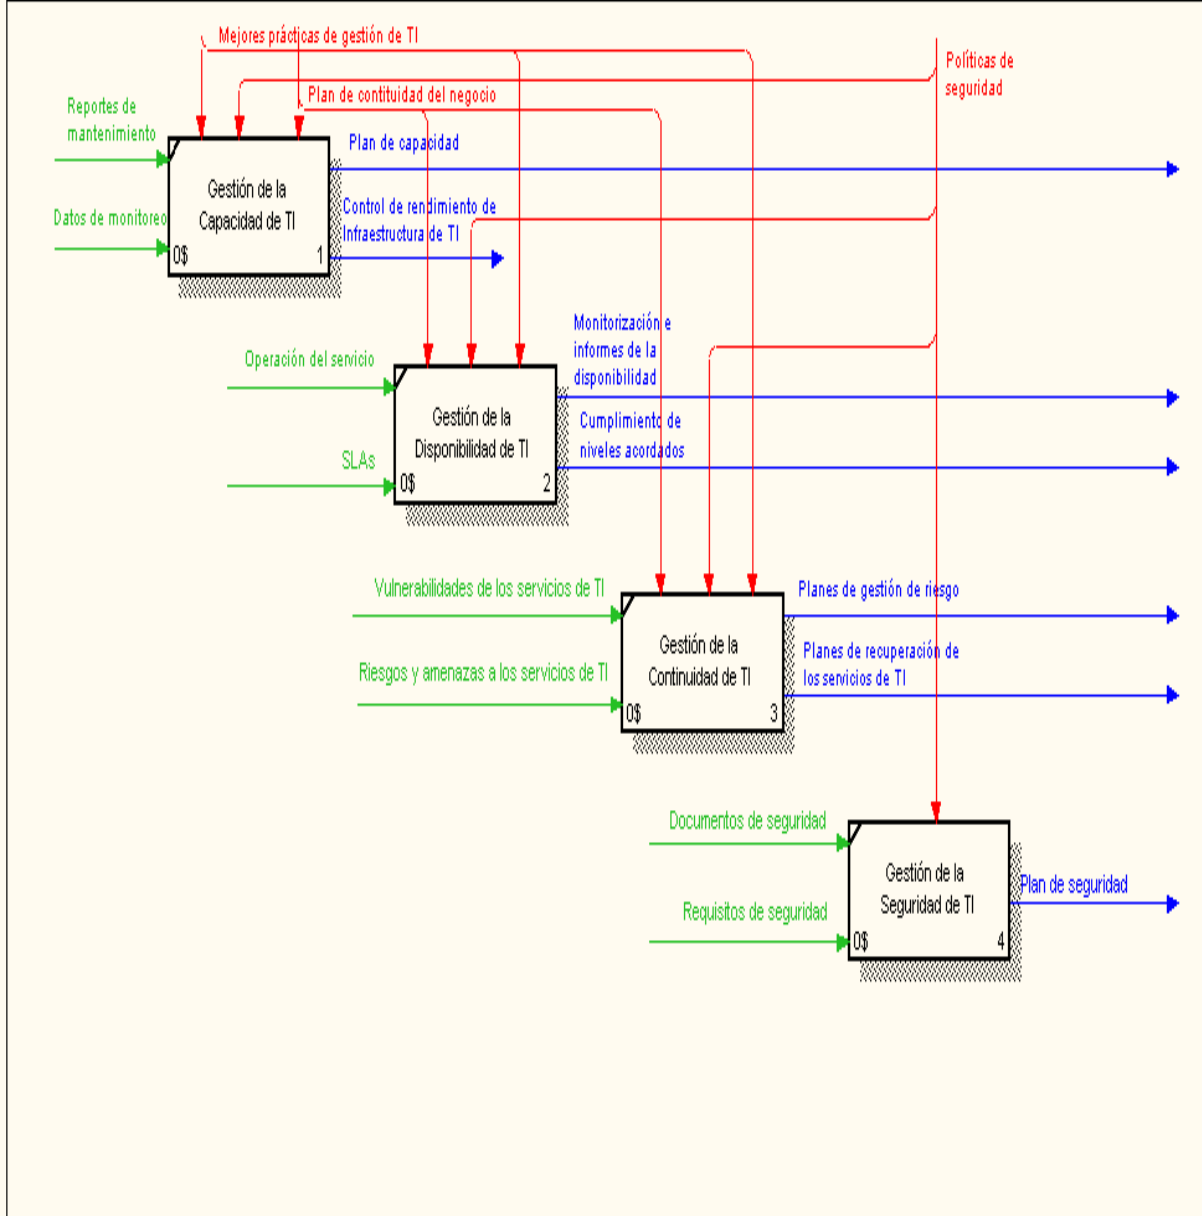 Mejores prácticas de gestión de TI
Políticas de
seguridad
Plan de contituidad del negocio
Reportes de
mantenimiento
Plan de capacidad
Gestión de la
Capacidad de TI
Datos de monitoreo
Control de rendimiento de
Infraestructura de TI
0$ 1
Monitorización e
informes de la
disponibilidad
Operación del servicio
Gestión de la
Disponibilidad de TI
Cumplimiento de
niveles acordados
SLAs
0$ 2
Vulnerabilidades de los servicios de TI
Planes de gestión de riesgo
Gestión de la
Continuidad de TI
Planes de recuperación de
los servicios de TI
Riesgos y amenazas a los servicios de TI
0$ 3
Documentos de seguridad
Gestión de la
Seguridad de TI
Plan de seguridad
Requisitos de seguridad
0$ 4